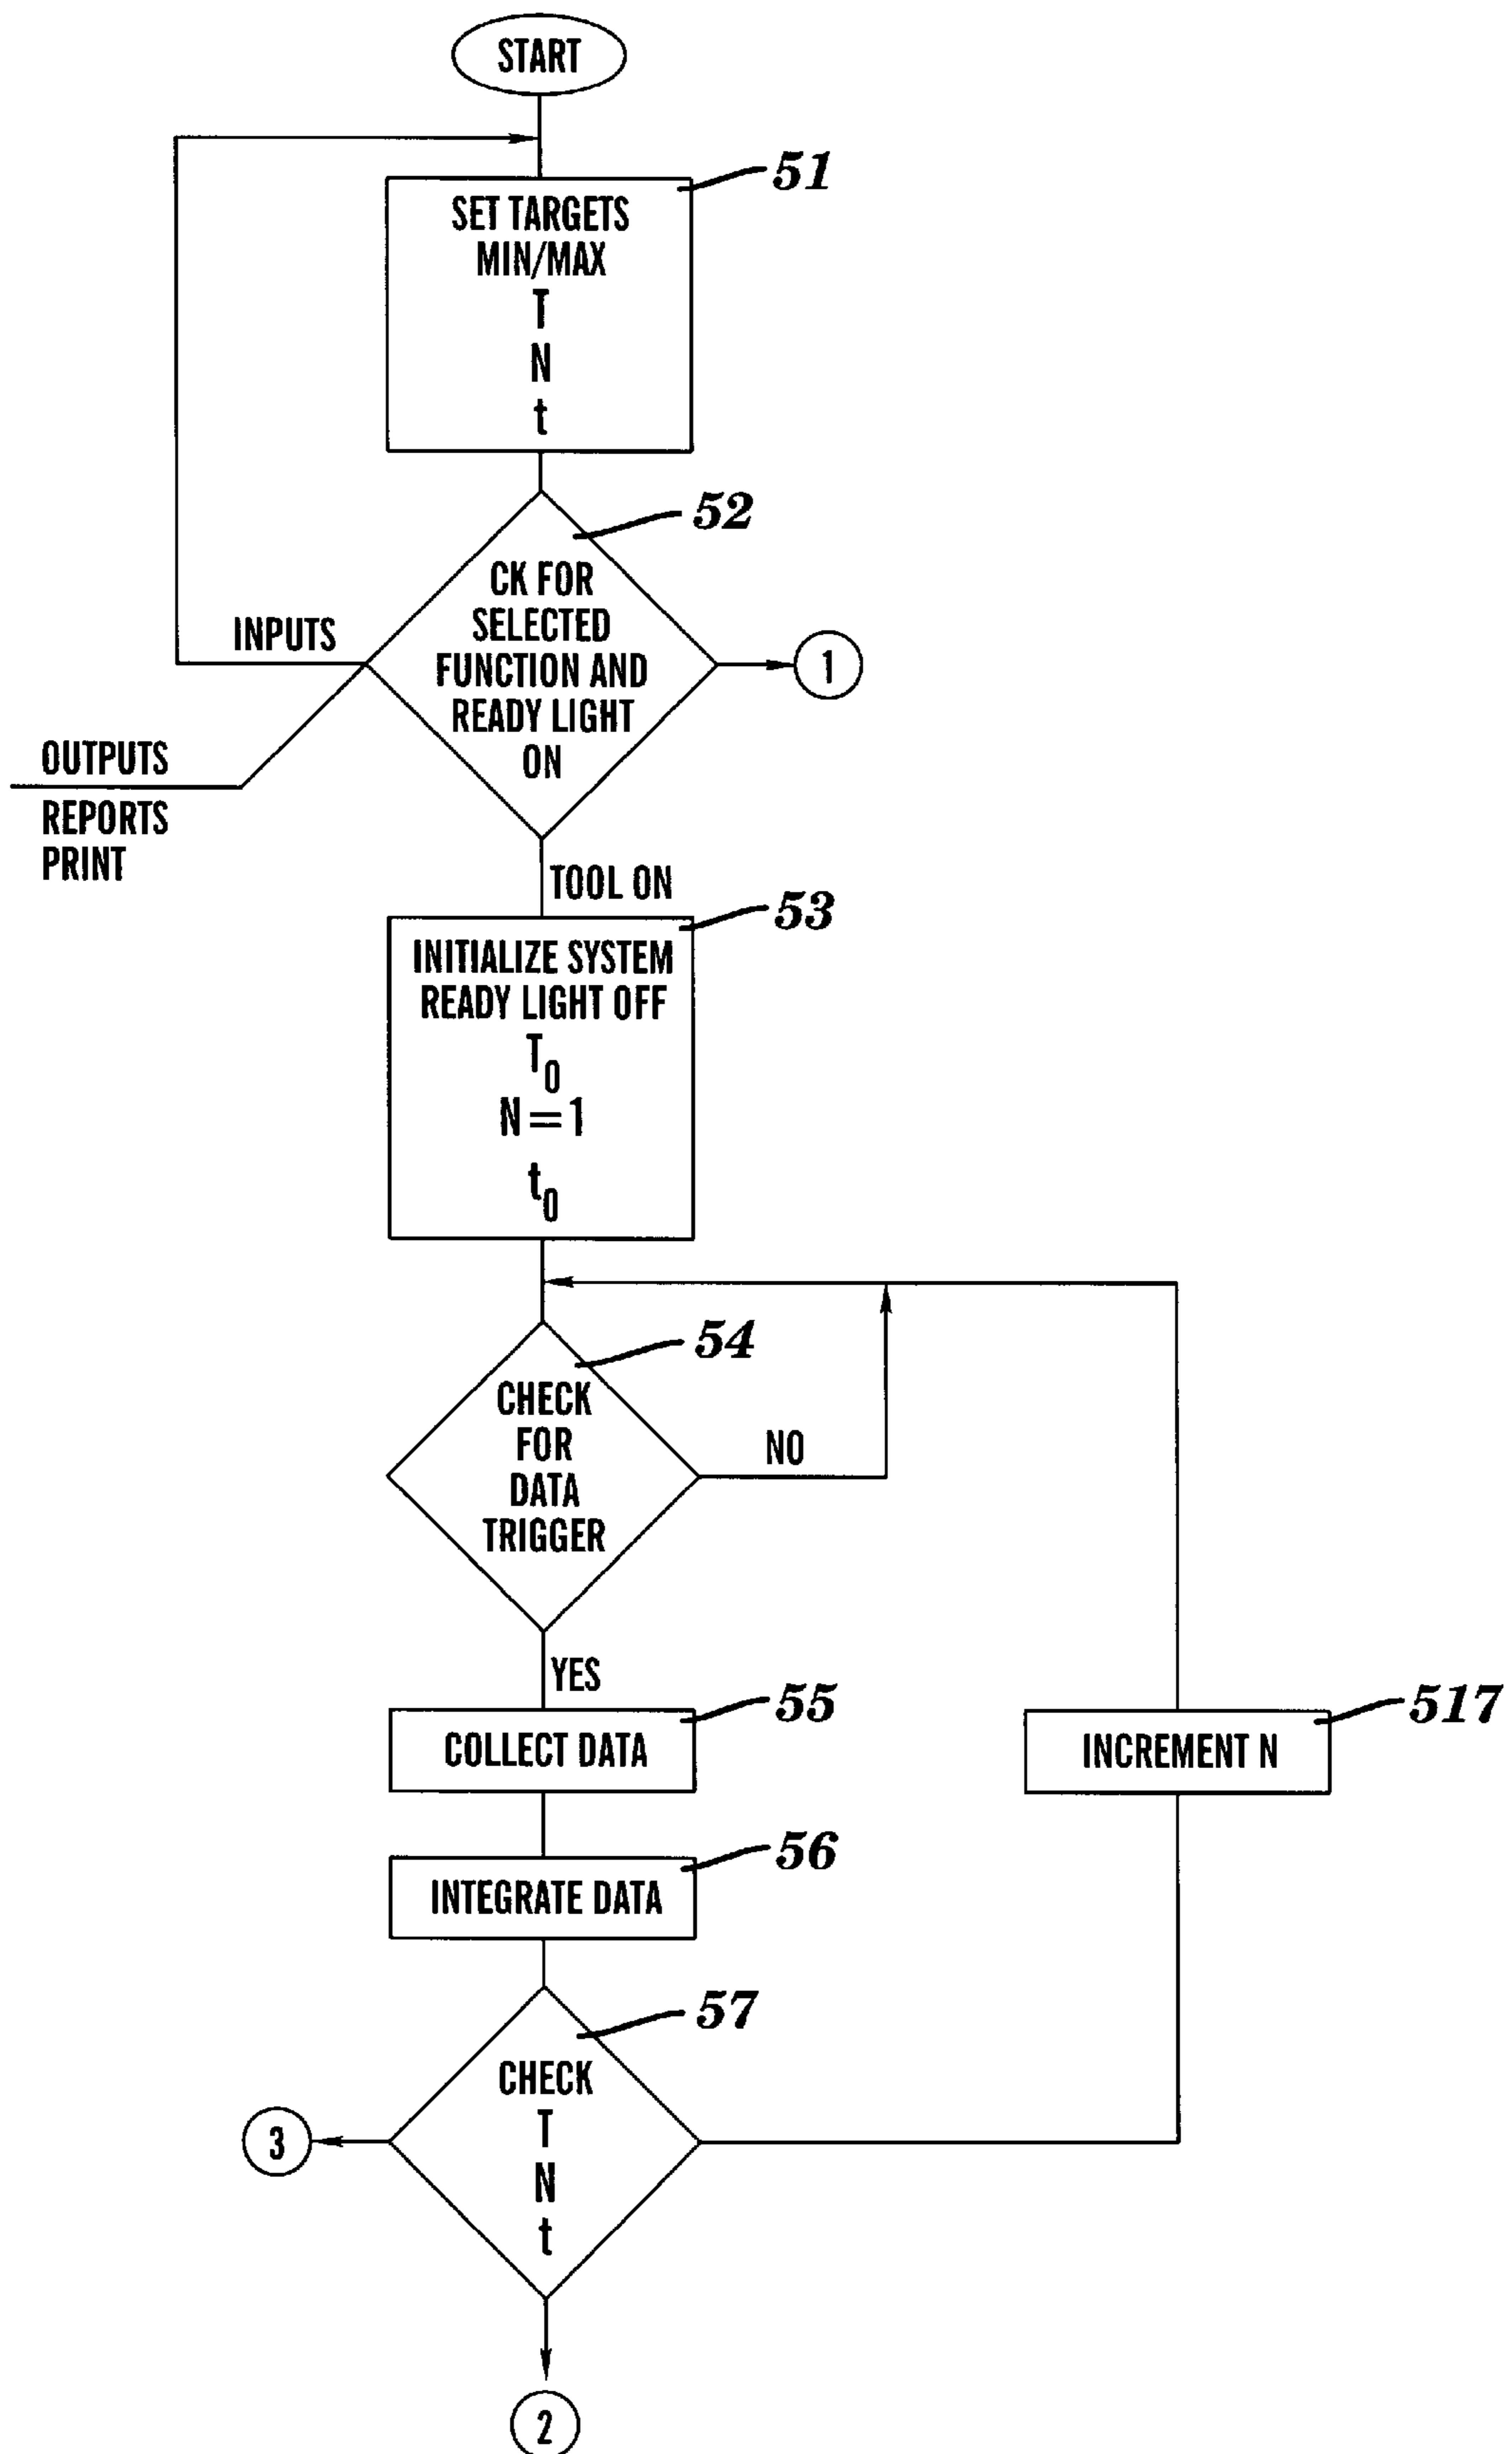 START
51
SET TARGETS
MIN/MAX
T
N
t
52
CK FOR
SELECTED
FUNCTION AND
READY LIGHT
ON
INPUTS
1
OUTPUTS
REPORTS
PRINT
TOOL ON
53
INITIALIZE SYSTEM
READY LIGHT OFF
T0
N=1
t0
54
CHECK
FOR
DATA
TRIGGER
NO
YES
55
COLLECT DATA
517
INCREMENT N
56
INTEGRATE DATA
57
CHECK
T
N
t
3
2